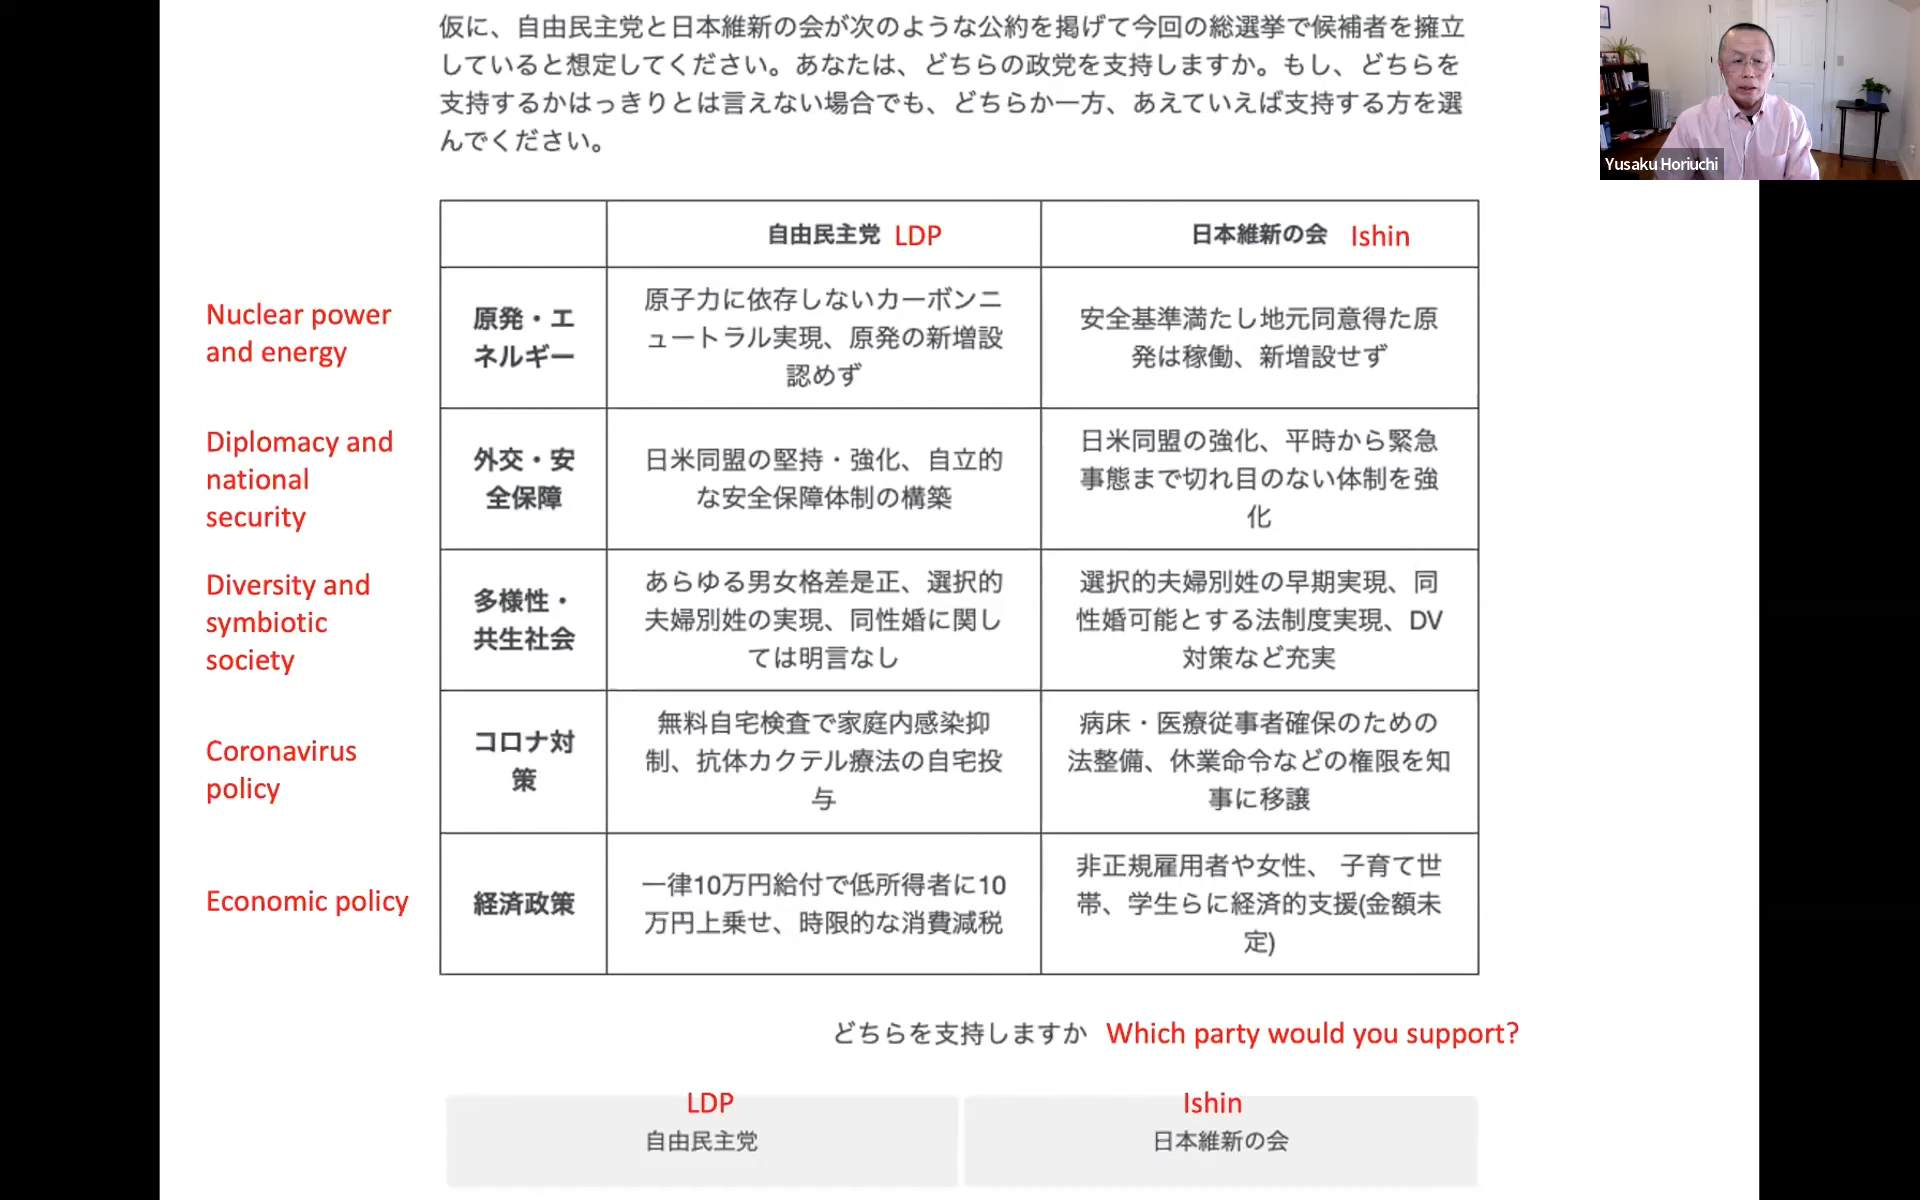 仮に、自由民主党と日本維新の会が次のような公約を掲げて今回の総選挙で候補者を擁立
していると想定してください。あなたは、どちらの政党を支持しますか。もし、どちらを
支持するかはっきりとは言えない場合でも、どちらか一方、あえていえば支持する方を選
んでください。
Yusaku Horiuchi
自由民主党 LDP
日本維新の会 Ishin
Nuclear power
and energy
原発・エ
ネルギー
原子力に依存しないカーボンニ
ュートラル実現、原発の新増設
認めず
安全基準満たし地元同意得た原
発は稼働、新増設せず
Diplomacy and
national
security
外交・安
全保障
日米同盟の堅持・強化、自立的
な安全保障体制の構築
日米同盟の強化、平時から緊急
事態まで切れ目のない体制を強
化
Diversity and
symbiotic
society
多様性・
共生社会
あらゆる男女格差是正、選択的
夫婦別姓の実現、同性婚に関し
ては明言なし
選択的夫婦別姓の早期実現、同
性婚可能とする法制度実現、DV
対策など充実
Coronavirus
policy
コロナ対
策
無料自宅検査で家庭内感染抑
制、抗体カクテル療法の自宅投
与
病床・医療従事者確保のための
法整備、休業命令などの権限を知
事に移譲
Economic policy
経済政策
一律10万円給付で低所得者に10
万円上乗せ、時限的な消費減税
非正規雇用者や女性、 子育て世
帯、学生らに経済的支援(金額未
定)
どちらを支持しますか Which party would you support?
LDP
自由民主党
Ishin
日本維新の会